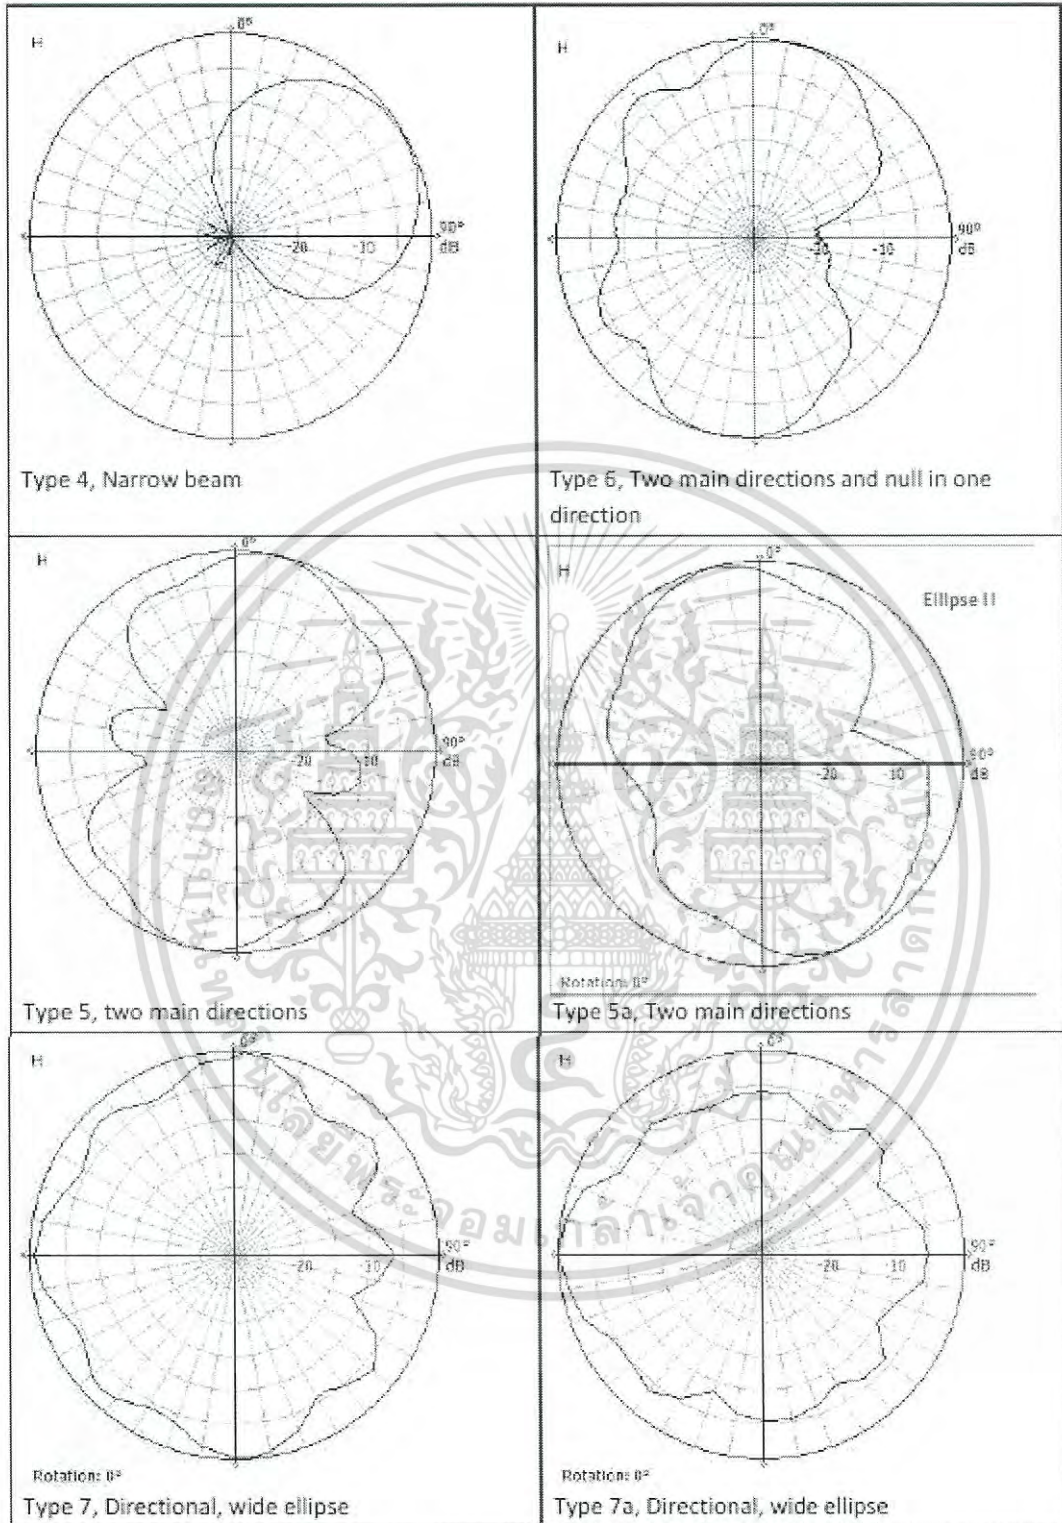 H
0°
90°
dB
-20
-10
Type 4, Narrow beam
H
0°
90°
dB
-20
-10
Type 6, Two main directions and null in one
direction
H
0°
90°
dB
-20
-10
Type 5, two main directions
H
0°
Ellipse II
90°
dB
-20
-10
Rotation: 0°
Type 5a, Two main directions
H
0°
90°
dB
-20
-10
Rotation: 0°
Type 7, Directional, wide ellipse
H
0°
90°
dB
-20
-10
Type 7a, Directional, wide ellipse